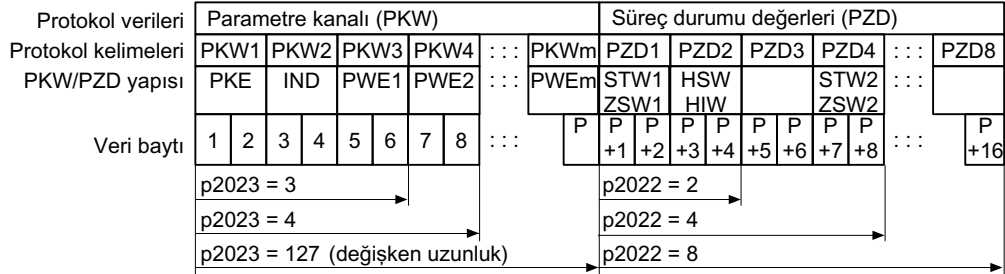 Protokol verileri Parametre kanalı (PKW) Süreç durumu değerleri (PZD)
Protokol kelimeleri PKW1 PKW2 PKW3 PKW4 : : : PKWm PZD1 PZD2 PZD3 PZD4 : : : PZD8
PKW/PZD yapısı PKE IND PWE1 PWE2 : : : PWEm STW1 HSW STW2 : : :
ZSW1 HIW ZSW2
Veri baytı 1 2 3 4 5 6 7 8 : : : P P +1 P +2 P +3 P +4 P +5 P +6 P +7 P +8 : : : P +16
p2023 = 3 p2022 = 2
p2023 = 4 p2022 = 4
p2023 = 127 (değişken uzunluk) p2022 = 8